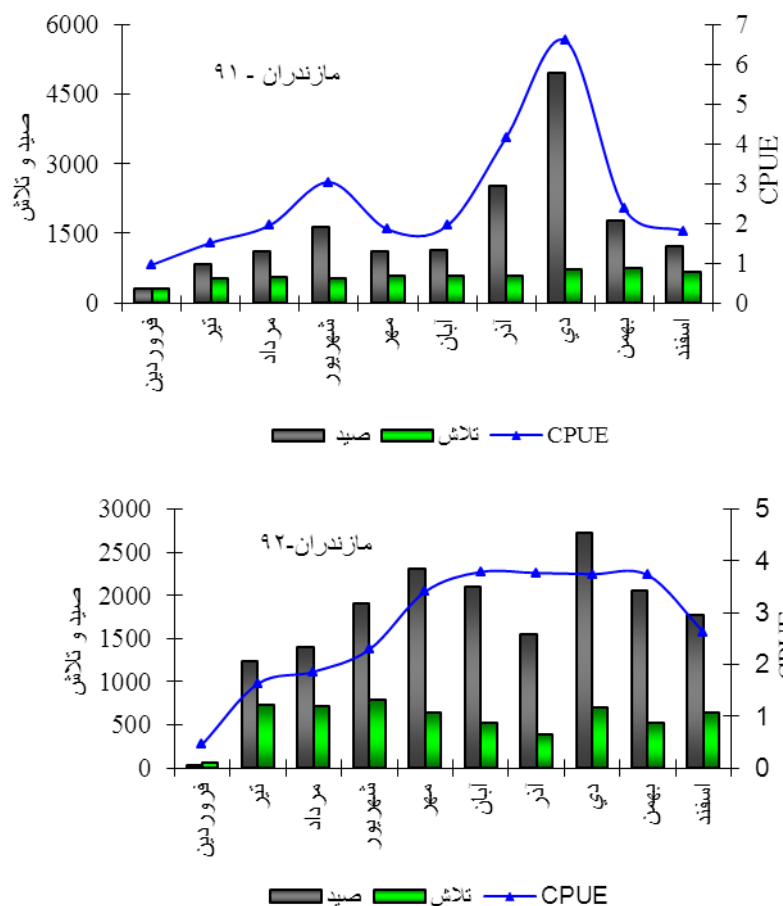 مازندران - ۹۱
صید و تلاش
6000
4500
3000
1500
0
7
6
5
4
3
2
1
0
CPUE
فروردین
تیر
مرداد
شهریور
مهر
آبان
آذر
دي
بهمن
اسفند
صید تلاش CPUE
مازندران-۹۲
صید و تلاش
3000
2500
2000
1500
1000
500
0
5
4
3
2
1
0
CPUE
فروردین
تیر
مرداد
شهریور
مهر
آبان
آذر
دي
بهمن
اسفند
صید تلاش CPUE